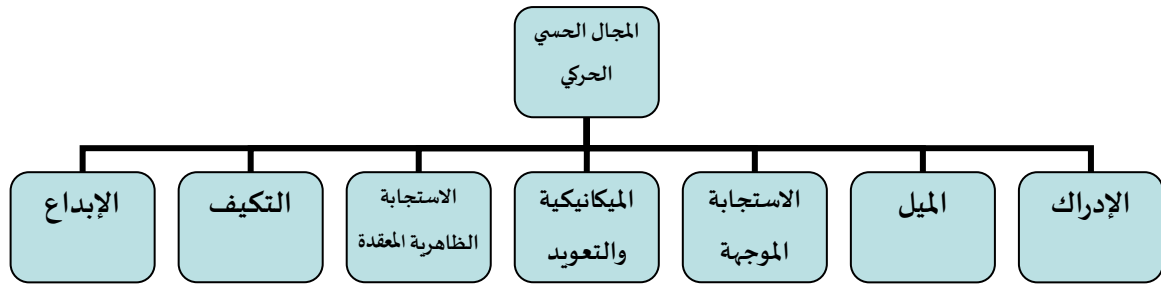 المجال الحسي
الحركي
الإدراك
الميل
الاستجابة
الموجهة
الميكانيكية
والتعويد
الاستجابة
الظاهرية المعقدة
التكيف
الإبداع